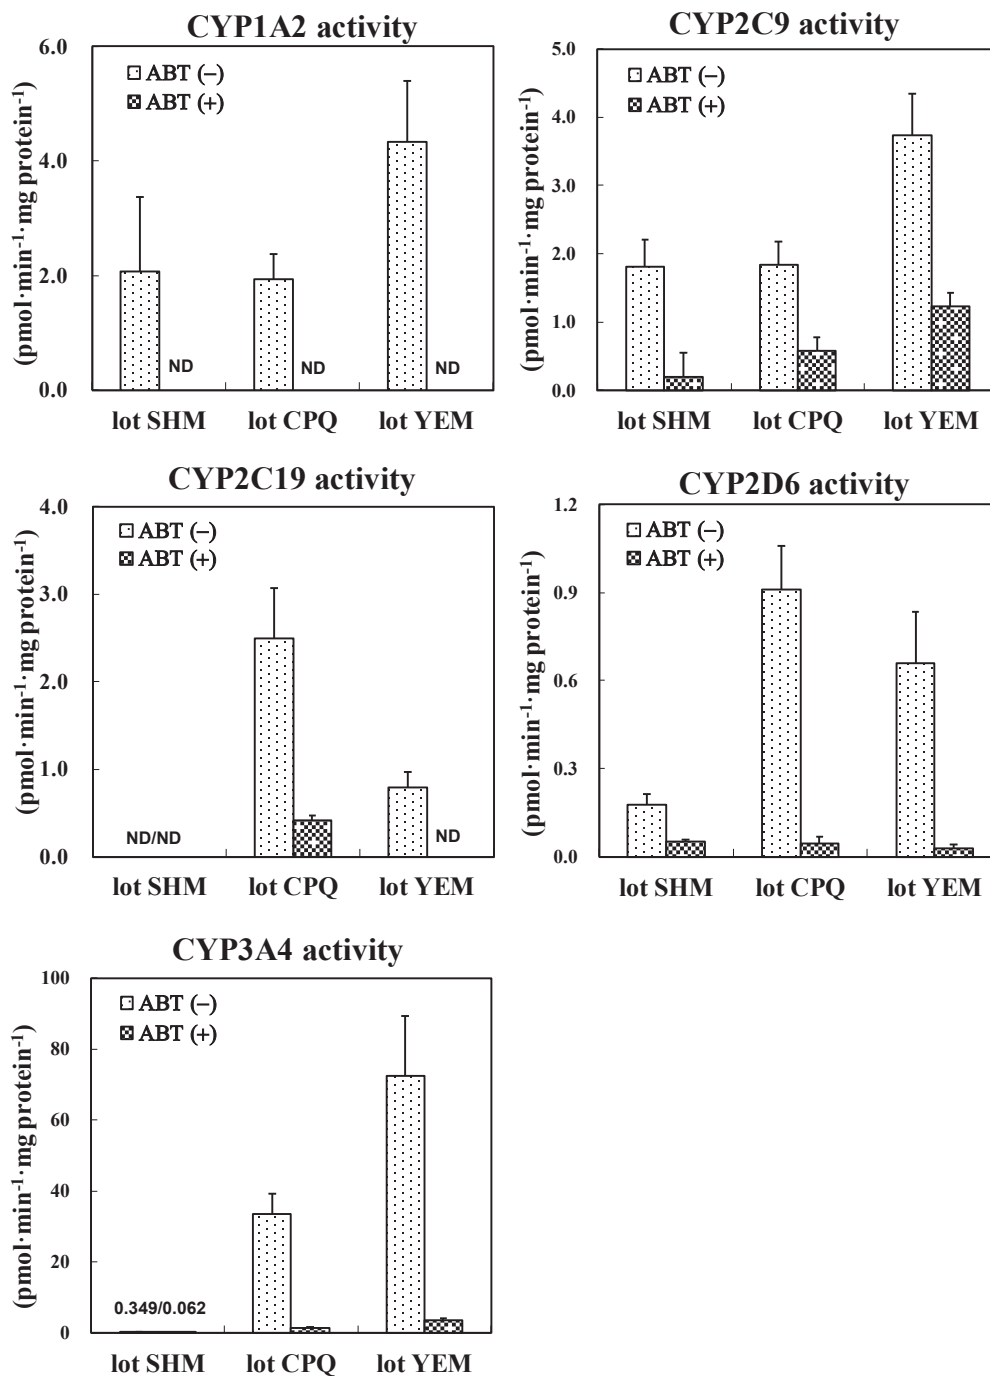 CYP1A2 activity
(pmol·min⁻¹·mg protein⁻¹)
6.0
4.0
2.0
0.0
ABT (−)
ABT (+)
ND
ND
ND
lot SHM
lot CPQ
lot YEM
CYP2C9 activity
(pmol·min⁻¹·mg protein⁻¹)
5.0
4.0
3.0
2.0
1.0
0.0
ABT (−)
ABT (+)
lot SHM
lot CPQ
lot YEM
CYP2C19 activity
(pmol·min⁻¹·mg protein⁻¹)
4.0
3.0
2.0
1.0
0.0
ABT (−)
ABT (+)
ND/ND
ND
lot SHM
lot CPQ
lot YEM
CYP2D6 activity
(pmol·min⁻¹·mg protein⁻¹)
1.2
0.9
0.6
0.3
0.0
ABT (−)
ABT (+)
lot SHM
lot CPQ
lot YEM
CYP3A4 activity
(pmol·min⁻¹·mg protein⁻¹)
100
80
60
40
20
0
ABT (−)
ABT (+)
0.349/0.062
lot SHM
lot CPQ
lot YEM